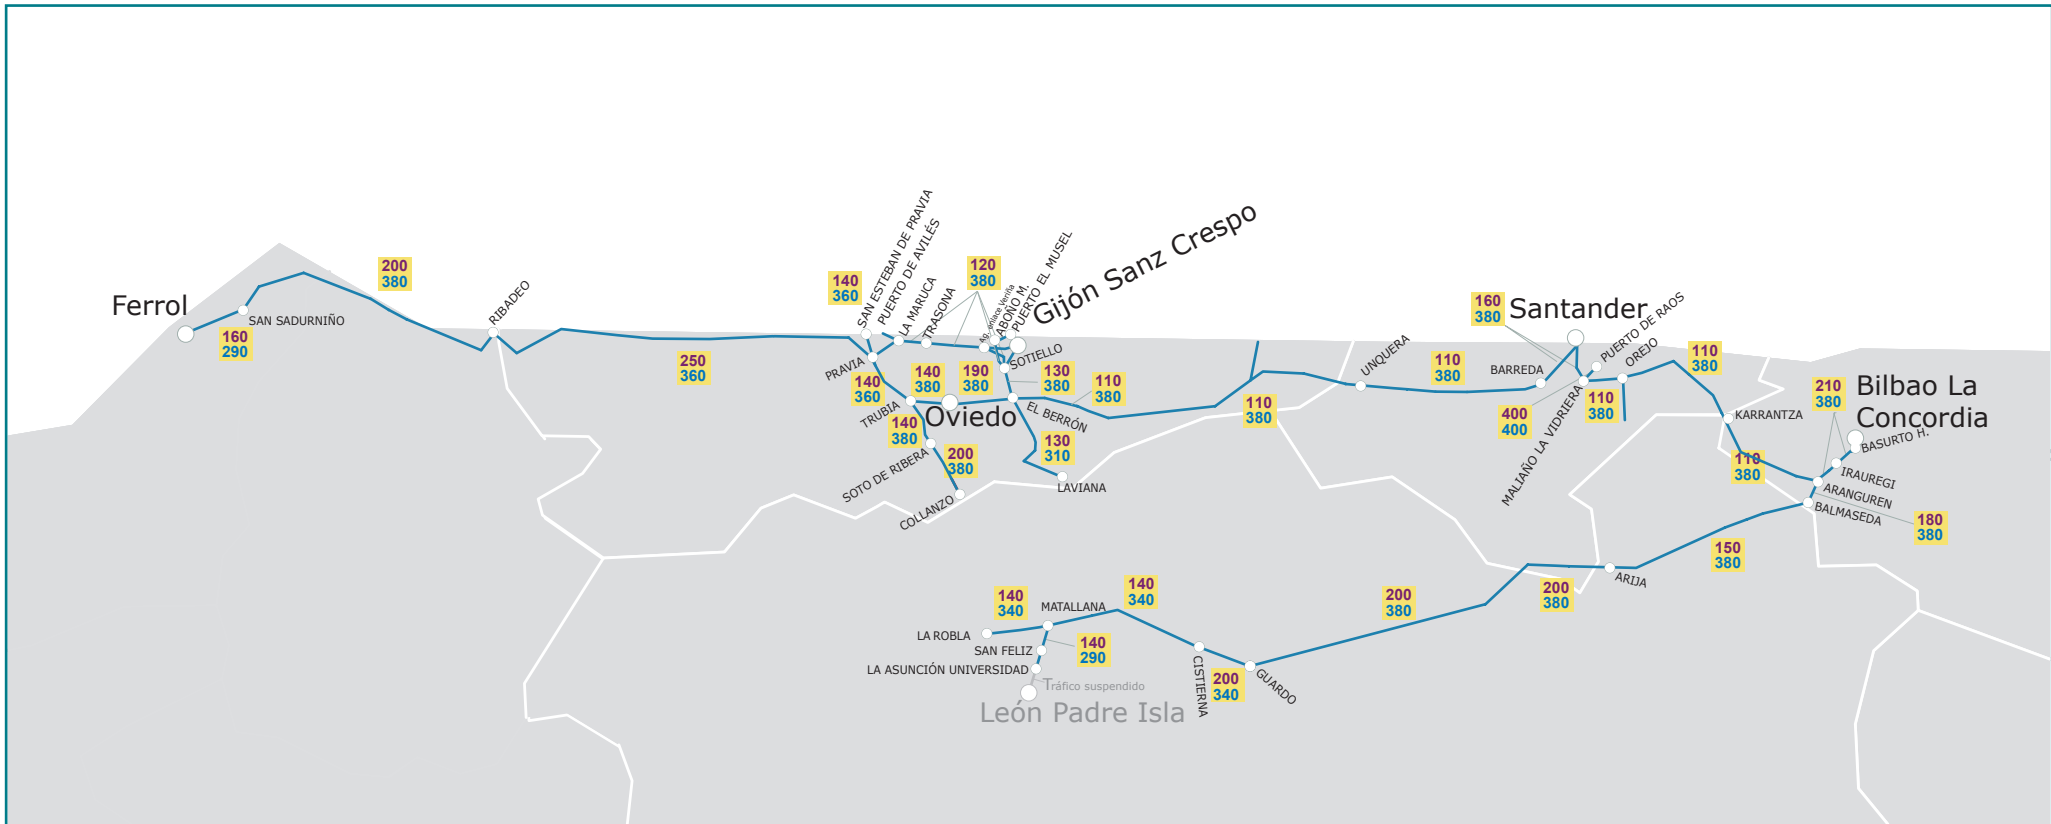 Ferrol
160
290
SAN SADURNIÑO
200
380
RIBADEO
250
360
140
360
SAN ESTEBAN DE PRAVIA
PUERTO DE AVILÉS
LA MARUCA
TRASONA
120
380
Ag. enlace Veriña
ABOÑO M.
PUERTO EL MUSEL
Gijón Sanz Crespo
SOTIELLO
PRAVIA
140
360
140
380
190
380
130
380
110
380
TRUBIA
Oviedo
EL BERRÓN
140
380
SOTO DE RIBERA
200
380
COLLANZO
130
310
LAVIANA
110
380
UNQUERA
110
380
BARREDA
160
380
Santander
PUERTO DE RAOS
OREJO
400
400
MALIAÑO LA VIDRIERA
110
380
110
380
KARRANTZA
110
380
210
380
Bilbao La
Concordia
BASURTO H.
IRAUREGI
ARANGUREN
BALMASEDA
180
380
150
380
ARIJA
200
380
200
380
GUARDO
200
340
CISTIERNA
140
340
MATALLANA
140
340
LA ROBLA
SAN FELIZ
140
290
LA ASUNCIÓN UNIVERSIDAD
Tráfico suspendido
León Padre Isla